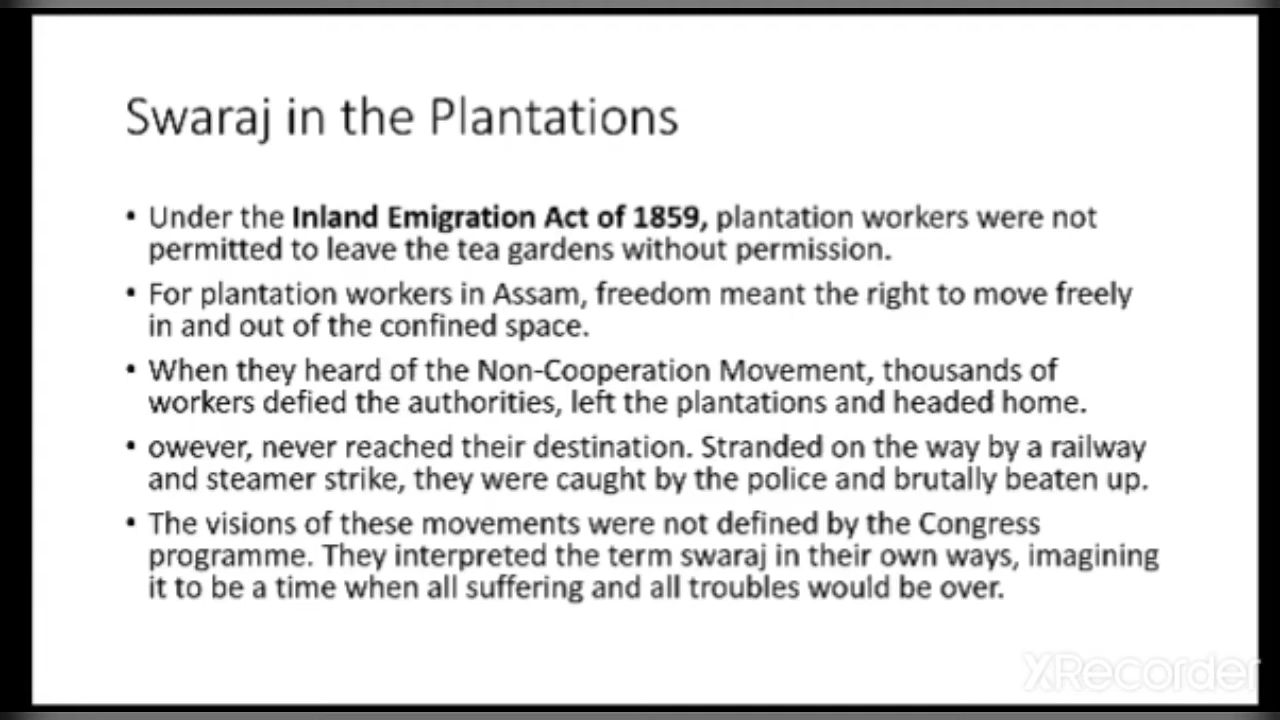 Swaraj in the Plantations
• Under the Inland Emigration Act of 1859, plantation workers were not
permitted to leave the tea gardens without permission.
• For plantation workers in Assam, freedom meant the right to move freely
in and out of the confined space.
• When they heard of the Non-Cooperation Movement, thousands of
workers defied the authorities, left the plantations and headed home.
• owever, never reached their destination. Stranded on the way by a railway
and steamer strike, they were caught by the police and brutally beaten up.
• The visions of these movements were not defined by the Congress
programme. They interpreted the term swaraj in their own ways, imagining
it to be a time when all suffering and all troubles would be over.
XRecorder